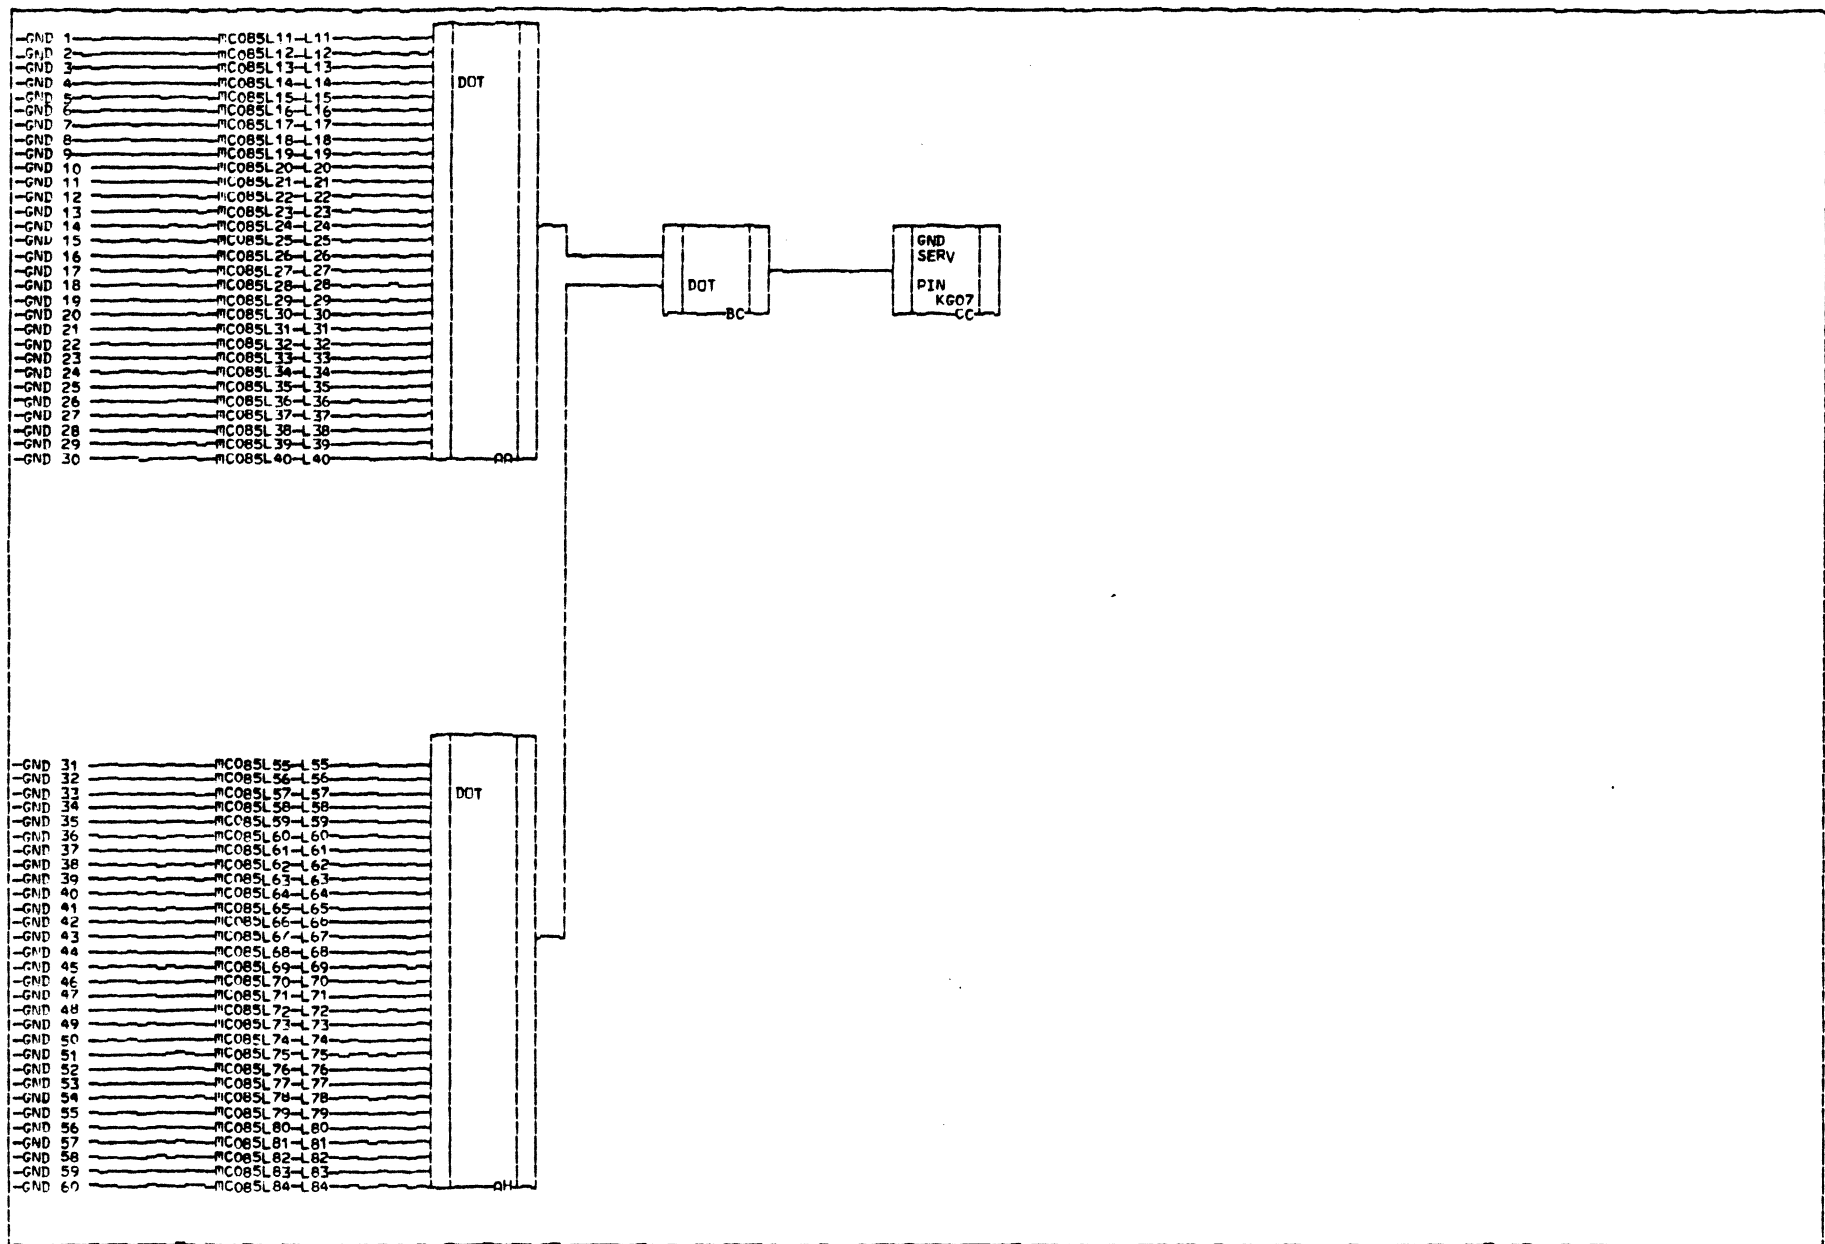 -GND 1 MC085L11-L11
-GND 2 MC085L12-L12
-GND 3 MC085L13-L13
-GND 4 MC085L14-L14
DOT
-GND 5 MC085L15-L15
-GND 6 MC085L16-L16
-GND 7 MC085L17-L17
-GND 8 MC085L18-L18
-GND 9 MC085L19-L19
-GND 10 MC085L20-L20
-GND 11 MC085L21-L21
-GND 12 MC085L22-L22
-GND 13 MC085L23-L23
-GND 14 MC085L24-L24
-GND 15 MC085L25-L25
-GND 16 MC085L26-L26
-GND 17 MC085L27-L27
-GND 18 MC085L28-L28
-GND 19 MC085L29-L29
-GND 20 MC085L30-L30
-GND 21 MC085L31-L31
-GND 22 MC085L32-L32
-GND 23 MC085L33-L33
-GND 24 MC085L34-L34
-GND 25 MC085L35-L35
-GND 26 MC085L36-L36
-GND 27 MC085L37-L37
-GND 28 MC085L38-L38
-GND 29 MC085L39-L39
-GND 30 MC085L40-L40
AA
DOT
BC
GND
SERV
PIN
KG07
CC
-GND 31 MC085L55-L55
-GND 32 MC085L56-L56
-GND 33 MC085L57-L57
DOT
-GND 34 MC085L58-L58
-GND 35 MC085L59-L59
-GND 36 MC085L60-L60
-GND 37 MC085L61-L61
-GND 38 MC085L62-L62
-GND 39 MC085L63-L63
-GND 40 MC085L64-L64
-GND 41 MC085L65-L65
-GND 42 MC085L66-L66
-GND 43 MC085L67-L67
-GND 44 MC085L68-L68
-GND 45 MC085L69-L69
-GND 46 MC085L70-L70
-GND 47 MC085L71-L71
-GND 48 MC085L72-L72
-GND 49 MC085L73-L73
-GND 50 MC085L74-L74
-GND 51 MC085L75-L75
-GND 52 MC085L76-L76
-GND 53 MC085L77-L77
-GND 54 MC085L78-L78
-GND 55 MC085L79-L79
-GND 56 MC085L80-L80
-GND 57 MC085L81-L81
-GND 58 MC085L82-L82
-GND 59 MC085L83-L83
-GND 60 MC085L84-L84
AH